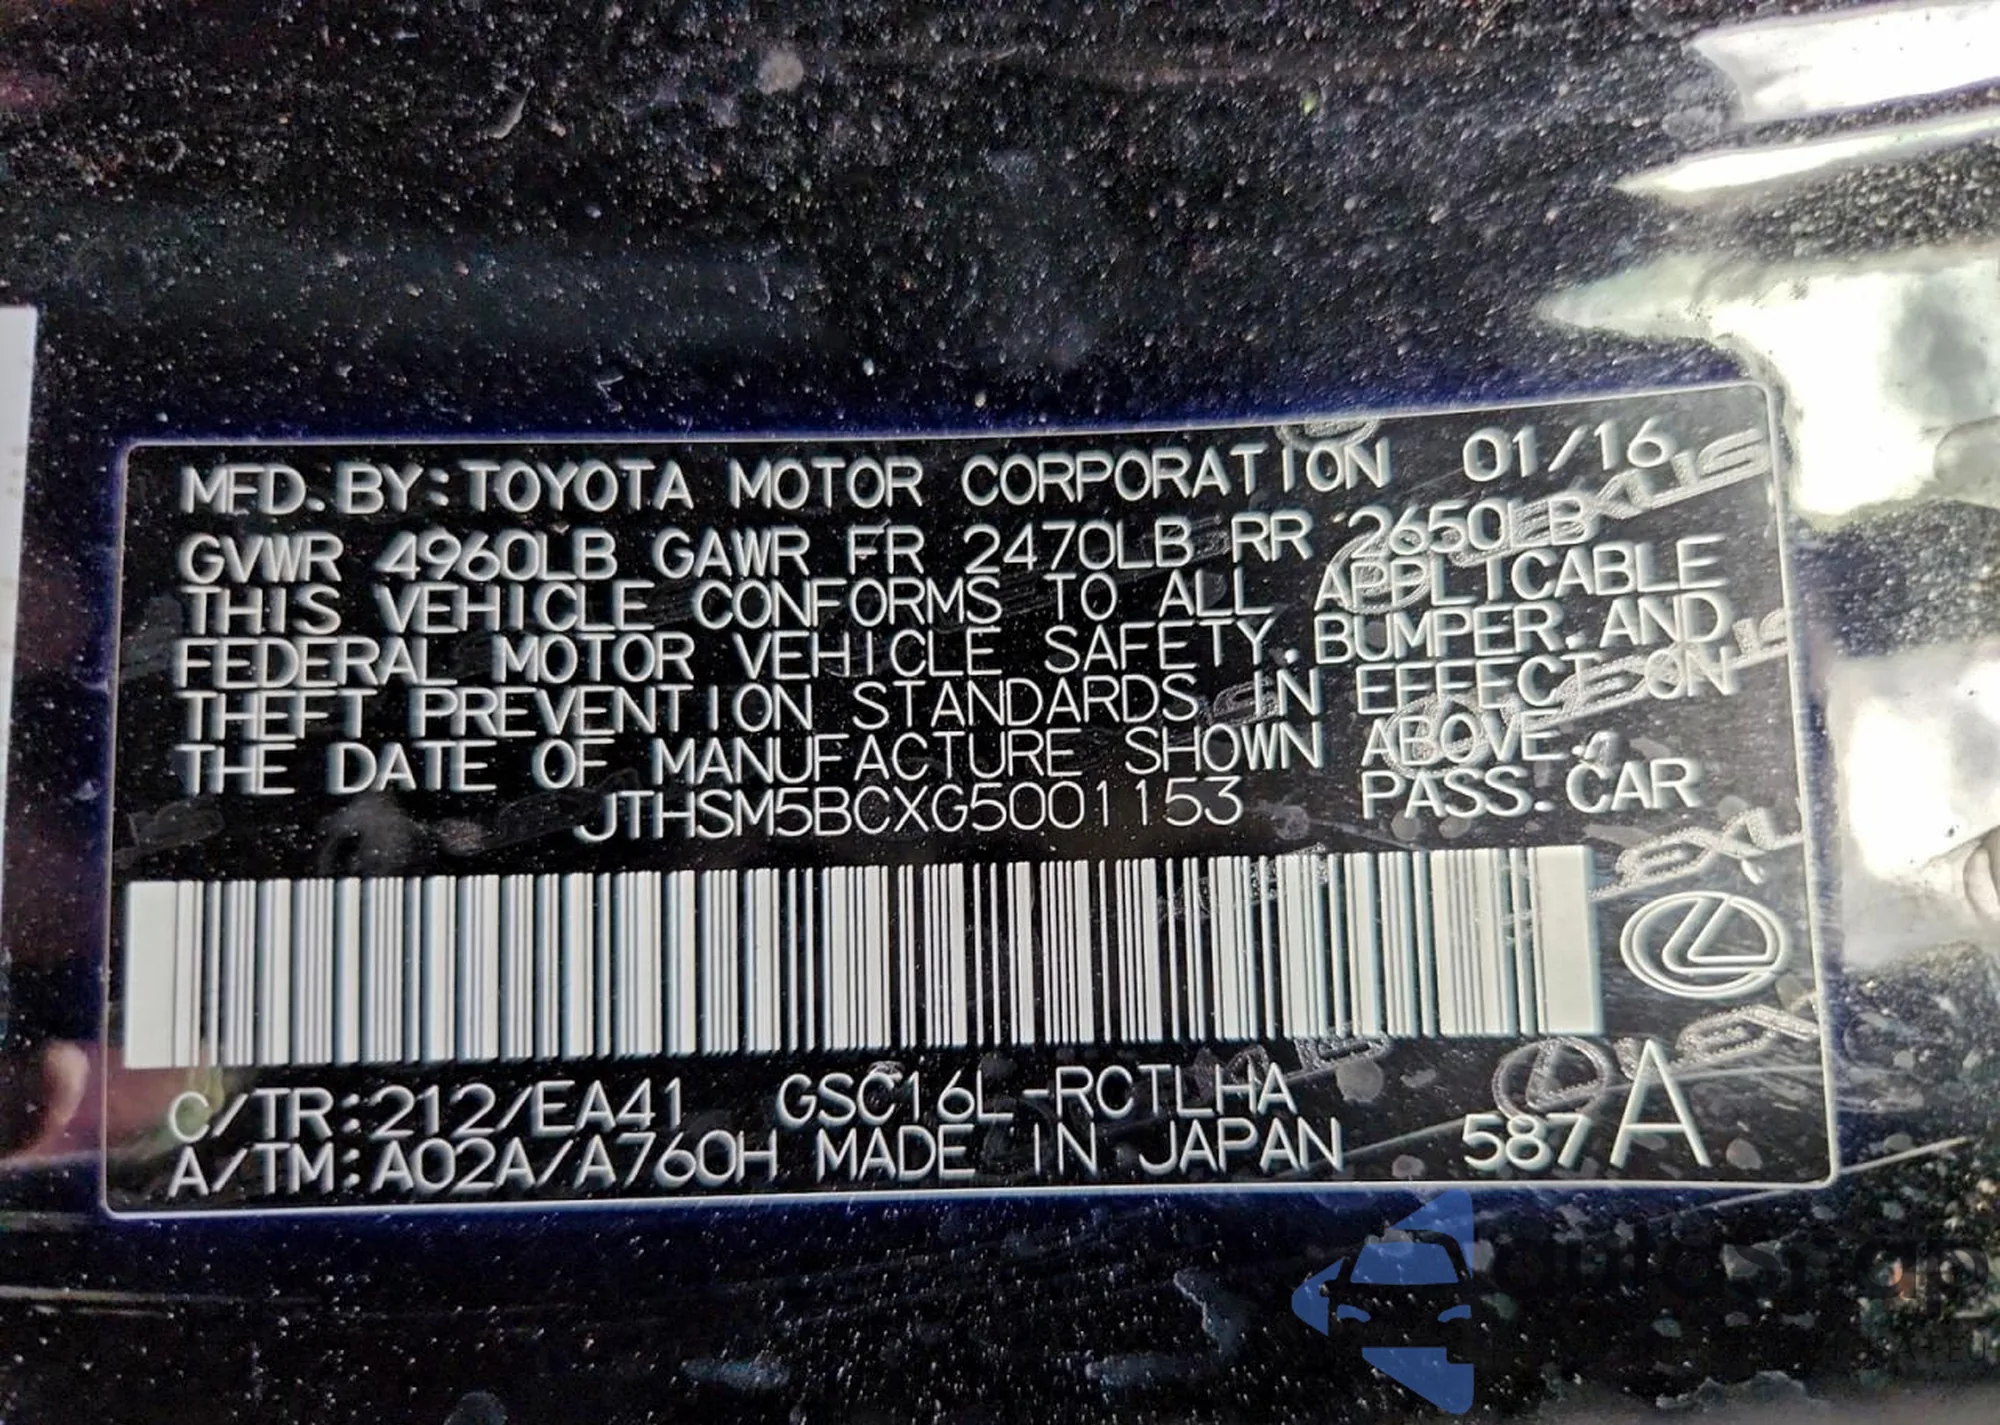 MFD. BY: TOYOTA MOTOR CORPORATION 01/16
GVWR 4960LB GAWR FR 2470LB RR 2650LB
THIS VEHICLE CONFORMS TO ALL APPLICABLE
FEDERAL MOTOR VEHICLE SAFETY. BUMPER. AND
THEFT PREVENTION STANDARDS IN EFFECT ON
THE DATE OF MANUFACTURE SHOWN ABOVE.
JTHSM5BCXG5001153 PASS. CAR
C/TR:212/EA41 GSC16L-RCTLHA
A/TM:A02A/A760H MADE IN JAPAN 587 A
autosnap